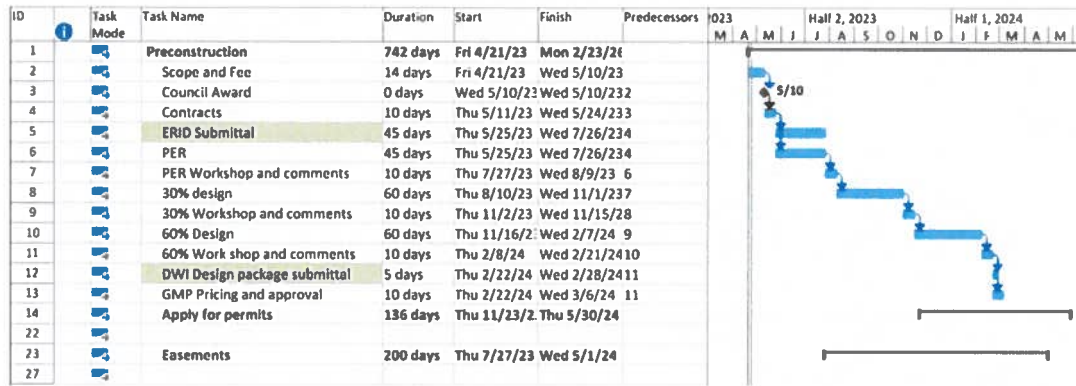 ID Task Mode Task Name Duration Start Finish Predecessors 2023 Half 2, 2023 Half 1, 2024
M A M J J A S O N D J F M A M
1 Preconstruction 742 days Fri 4/21/23 Mon 2/23/26
2 Scope and Fee 14 days Fri 4/21/23 Wed 5/10/23
3 Council Award 0 days Wed 5/10/23 Wed 5/10/23 2 5/10
4 Contracts 10 days Thu 5/11/23 Wed 5/24/23 3
5 ERID Submittal 45 days Thu 5/25/23 Wed 7/26/23 4
6 PER 45 days Thu 5/25/23 Wed 7/26/23 4
7 PER Workshop and comments 10 days Thu 7/27/23 Wed 8/9/23 6
8 30% design 60 days Thu 8/10/23 Wed 11/1/23 7
9 30% Workshop and comments 10 days Thu 11/2/23 Wed 11/15/2 8
10 60% Design 60 days Thu 11/16/2 Wed 2/7/24 9
11 60% Work shop and comments 10 days Thu 2/8/24 Wed 2/21/24 10
12 DWI Design package submittal 5 days Thu 2/22/24 Wed 2/28/24 11
13 GMP Pricing and approval 10 days Thu 2/22/24 Wed 3/6/24 11
14 Apply for permits 136 days Thu 11/23/2 Thu 5/30/24
22
23 Easements 200 days Thu 7/27/23 Wed 5/1/24
27